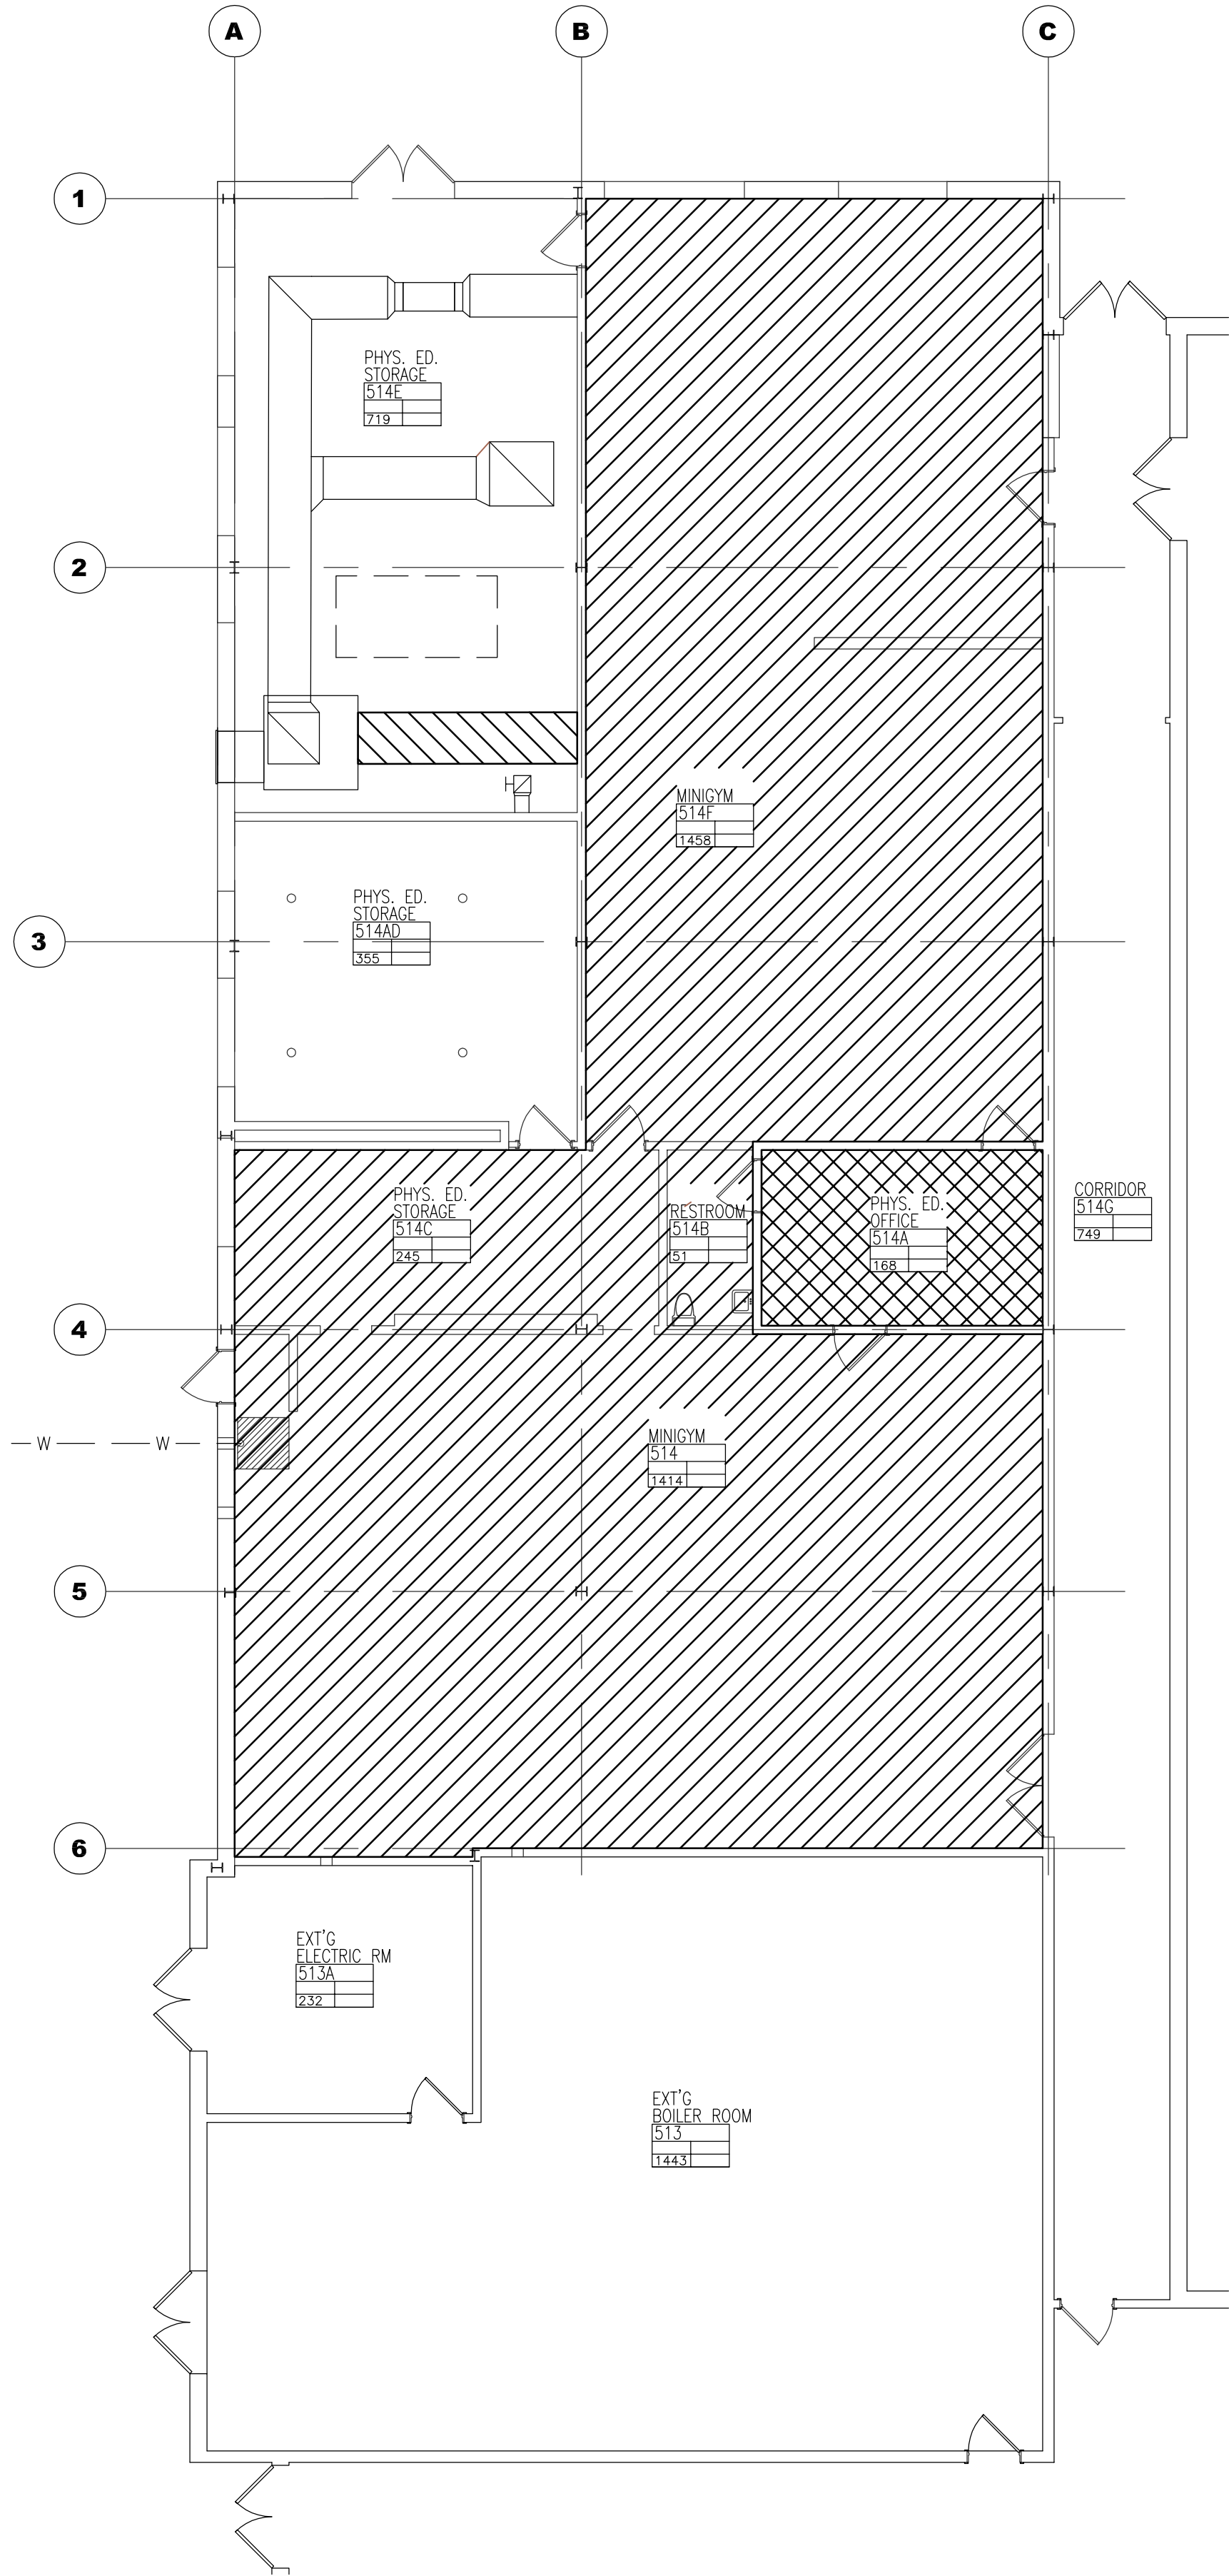 A
B
C
1
PHYS. ED.
STORAGE
514E
719
2
MINIGYM
514F
1458
PHYS. ED.
STORAGE
514AD
355
3
PHYS. ED.
STORAGE
514C
245
RESTROOM
514B
51
PHYS. ED.
OFFICE
514A
168
CORRIDOR
514G
749
4
W
W
MINIGYM
514
1414
5
6
EXT'G
ELECTRIC RM
513A
232
EXT'G
BOILER ROOM
513
1443